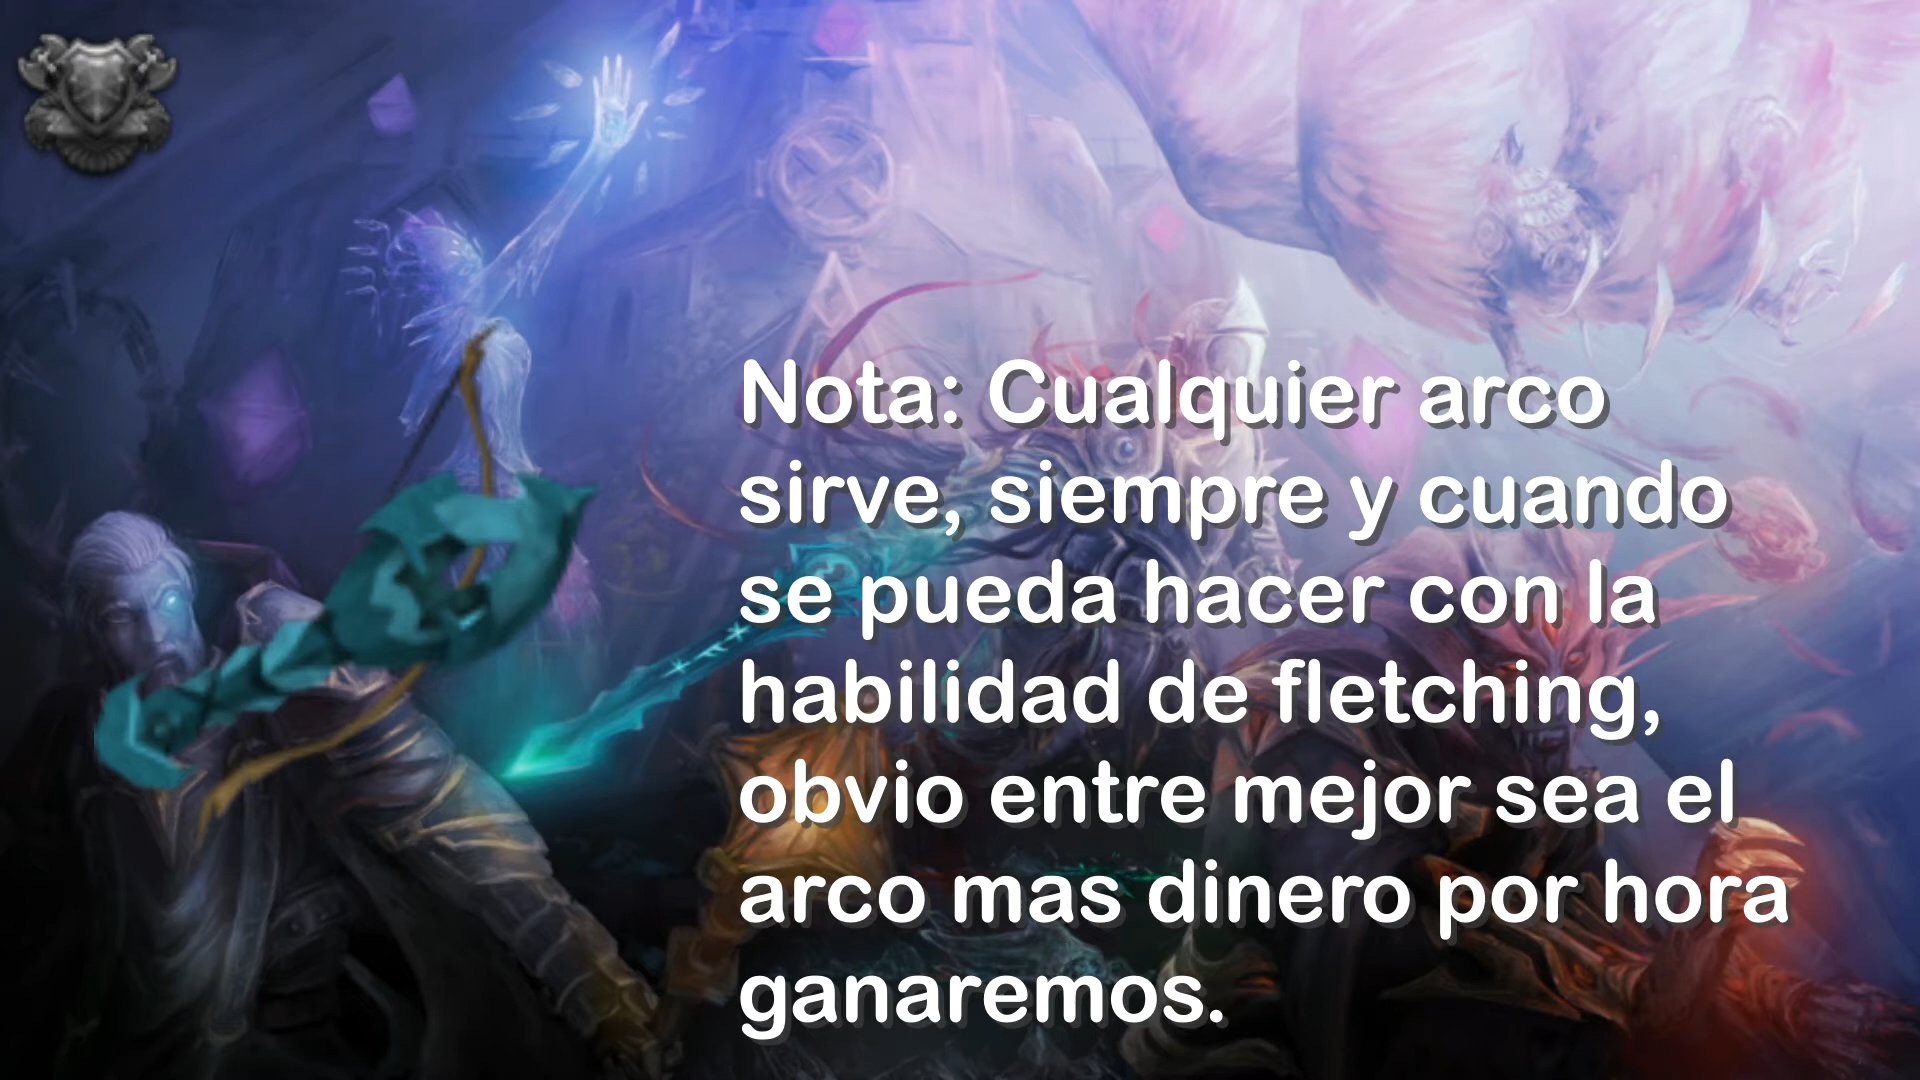 Nota: Cualquier arco
sirve, siempre y cuando
se pueda hacer con la
habilidad de fletching,
obvio entre mejor sea el
arco mas dinero por hora
ganaremos.